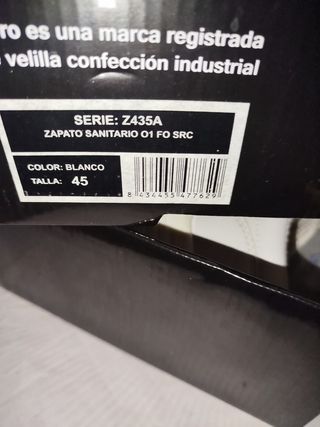 ro es una marca registrada
velilla confección industrial
SERIE: Z435A
ZAPATO SANITARIO O1 FO SRC
COLOR: BLANCO
TALLA: 45
8 434455 477629